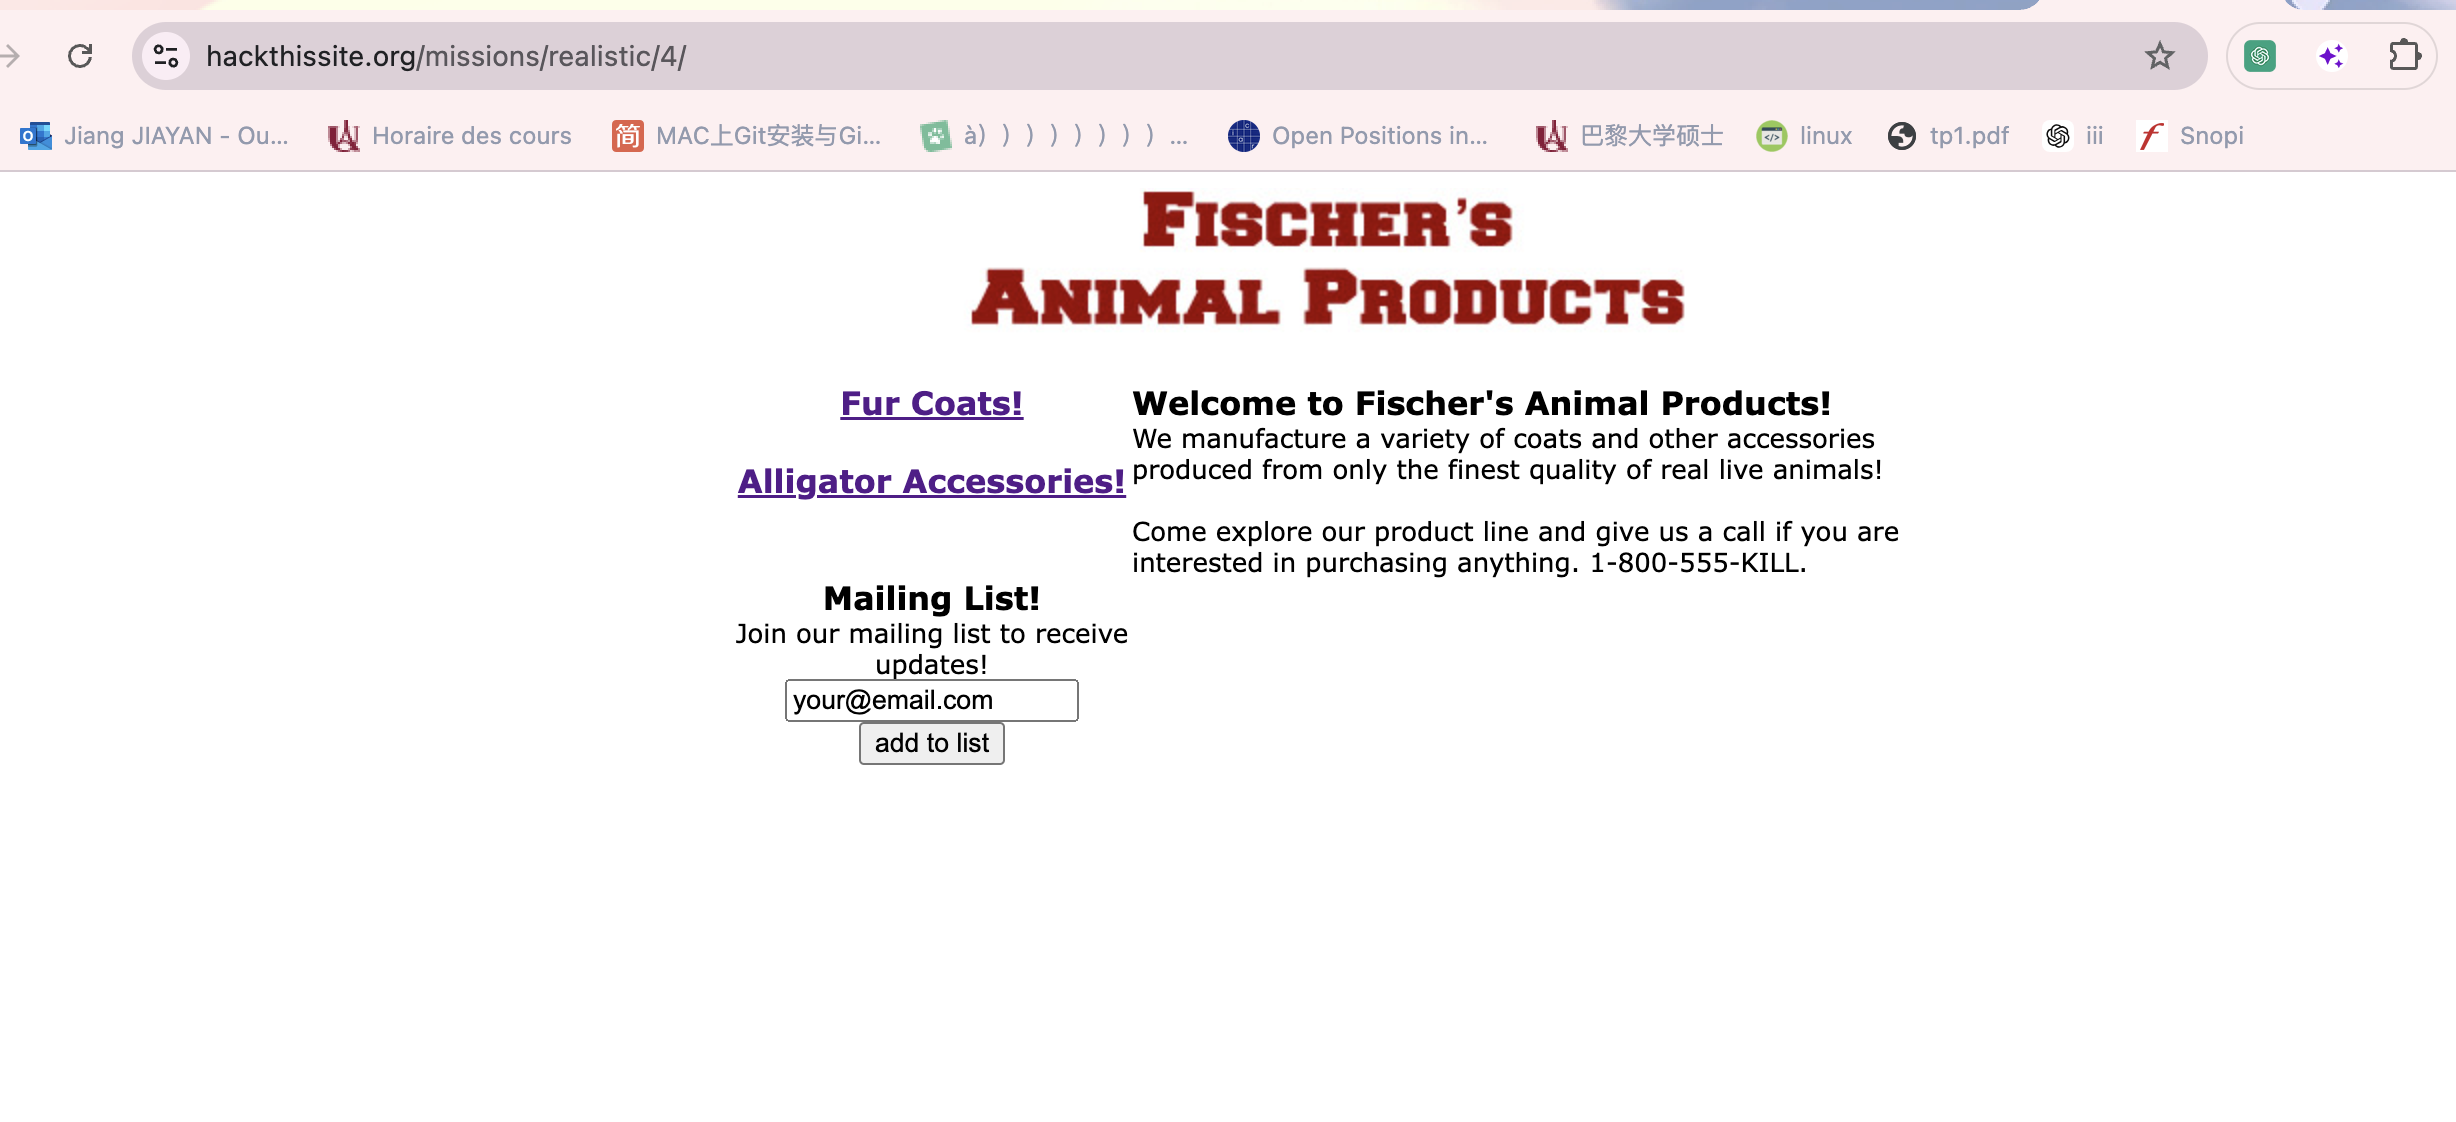 hackthissite.org/missions/realistic/4/
Jiang JIAYAN - Ou...
Horaire des cours
MAC上Git安装与Gi...
à) ) ) ) ) ) ) ) ...
Open Positions in...
巴黎大学硕士
linux
tp1.pdf
iii
Snopi
FISCHER'S
ANIMAL PRODUCTS
Fur Coats!
Alligator Accessories!
Mailing List!
Join our mailing list to receive
updates!
your@email.com
add to list
Welcome to Fischer's Animal Products!
We manufacture a variety of coats and other accessories
produced from only the finest quality of real live animals!
Come explore our product line and give us a call if you are
interested in purchasing anything. 1-800-555-KILL.